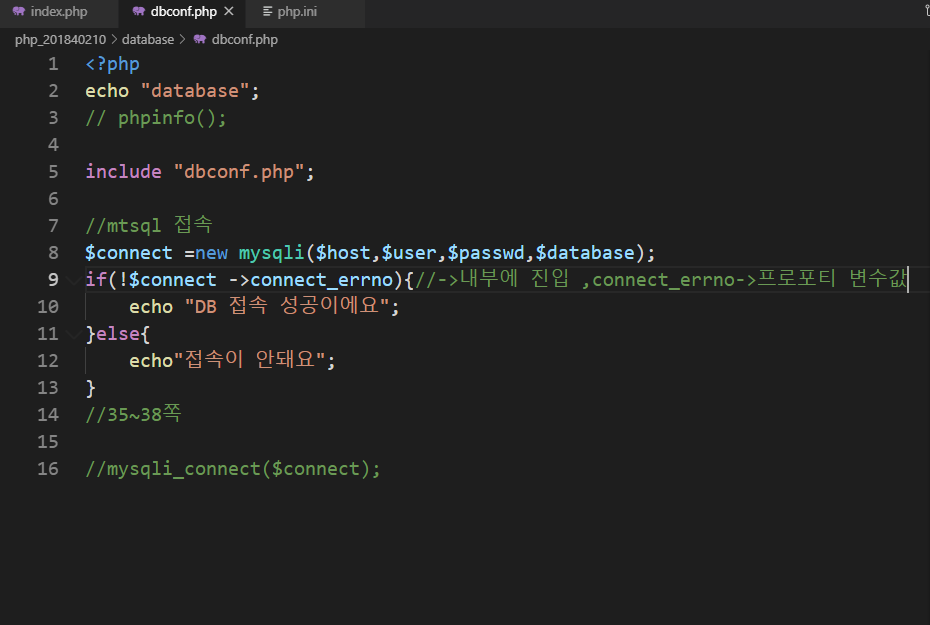 index.php dbconf.php php.ini
php_201840210 > database > dbconf.php
1 <?php
2 echo "database";
3 // phpinfo();
4
5 include "dbconf.php";
6
7 //mtsql 접속
8 $connect =new mysqli($host,$user,$passwd,$database);
9 if(!$connect ->connect_errno){//->내부에 진입 ,connect_errno->프로포티 변수값
10 echo "DB 접속 성공이에요";
11 }else{
12 echo"접속이 안돼요";
13 }
14 //35~38쪽
15
16 //mysqli_connect($connect);